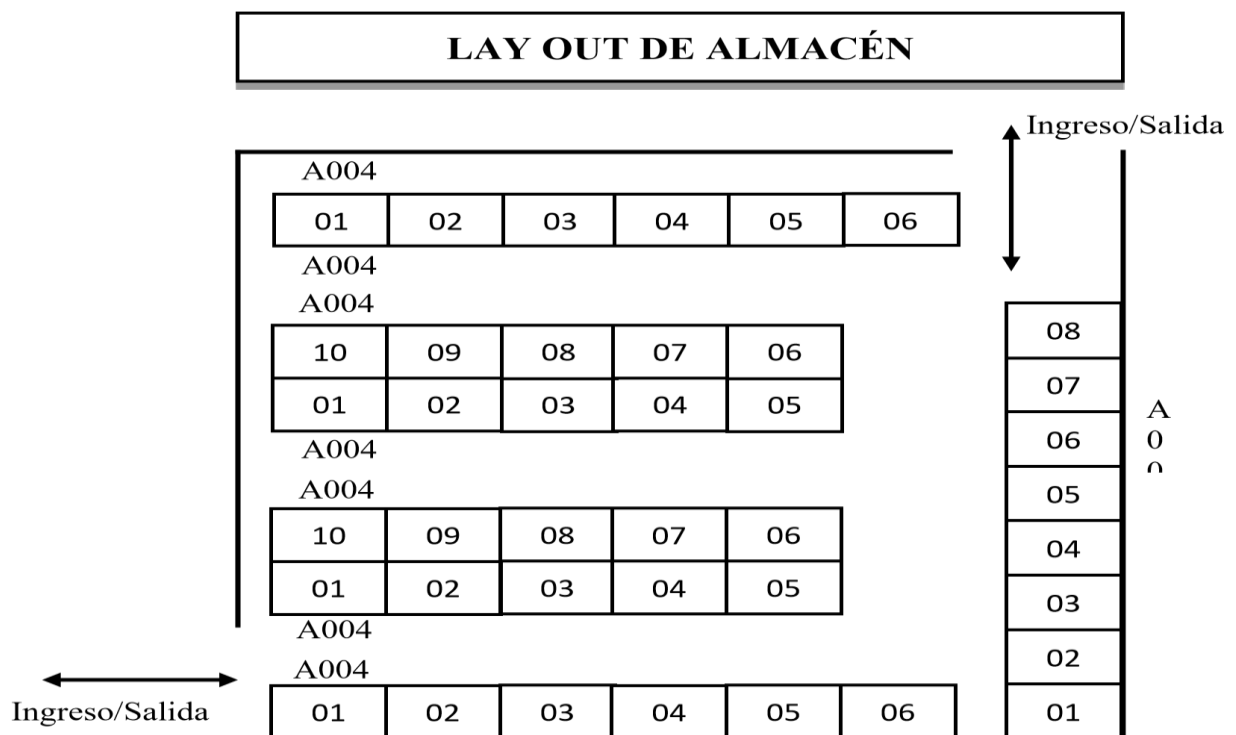 LAY OUT DE ALMACÉN
Ingreso/Salida
A004
01 02 03 04 05 06
A004
A004
10 09 08 07 06
01 02 03 04 05
A004
A004
10 09 08 07 06
01 02 03 04 05
A004
A004
01 02 03 04 05 06
Ingreso/Salida
08
07
06
05
04
03
02
01
A
0